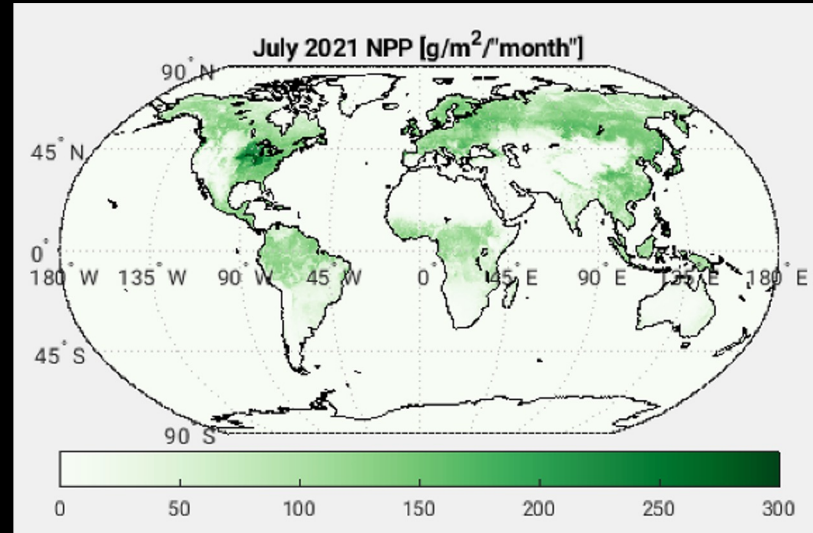 July 2021 NPP [g/m²/"month"]
90° N
45° N
0°
180° W 135° W 90° W 45° W 0° 45° E 90° E 135° E 180° E
45° S
90° S
0 50 100 150 200 250 300